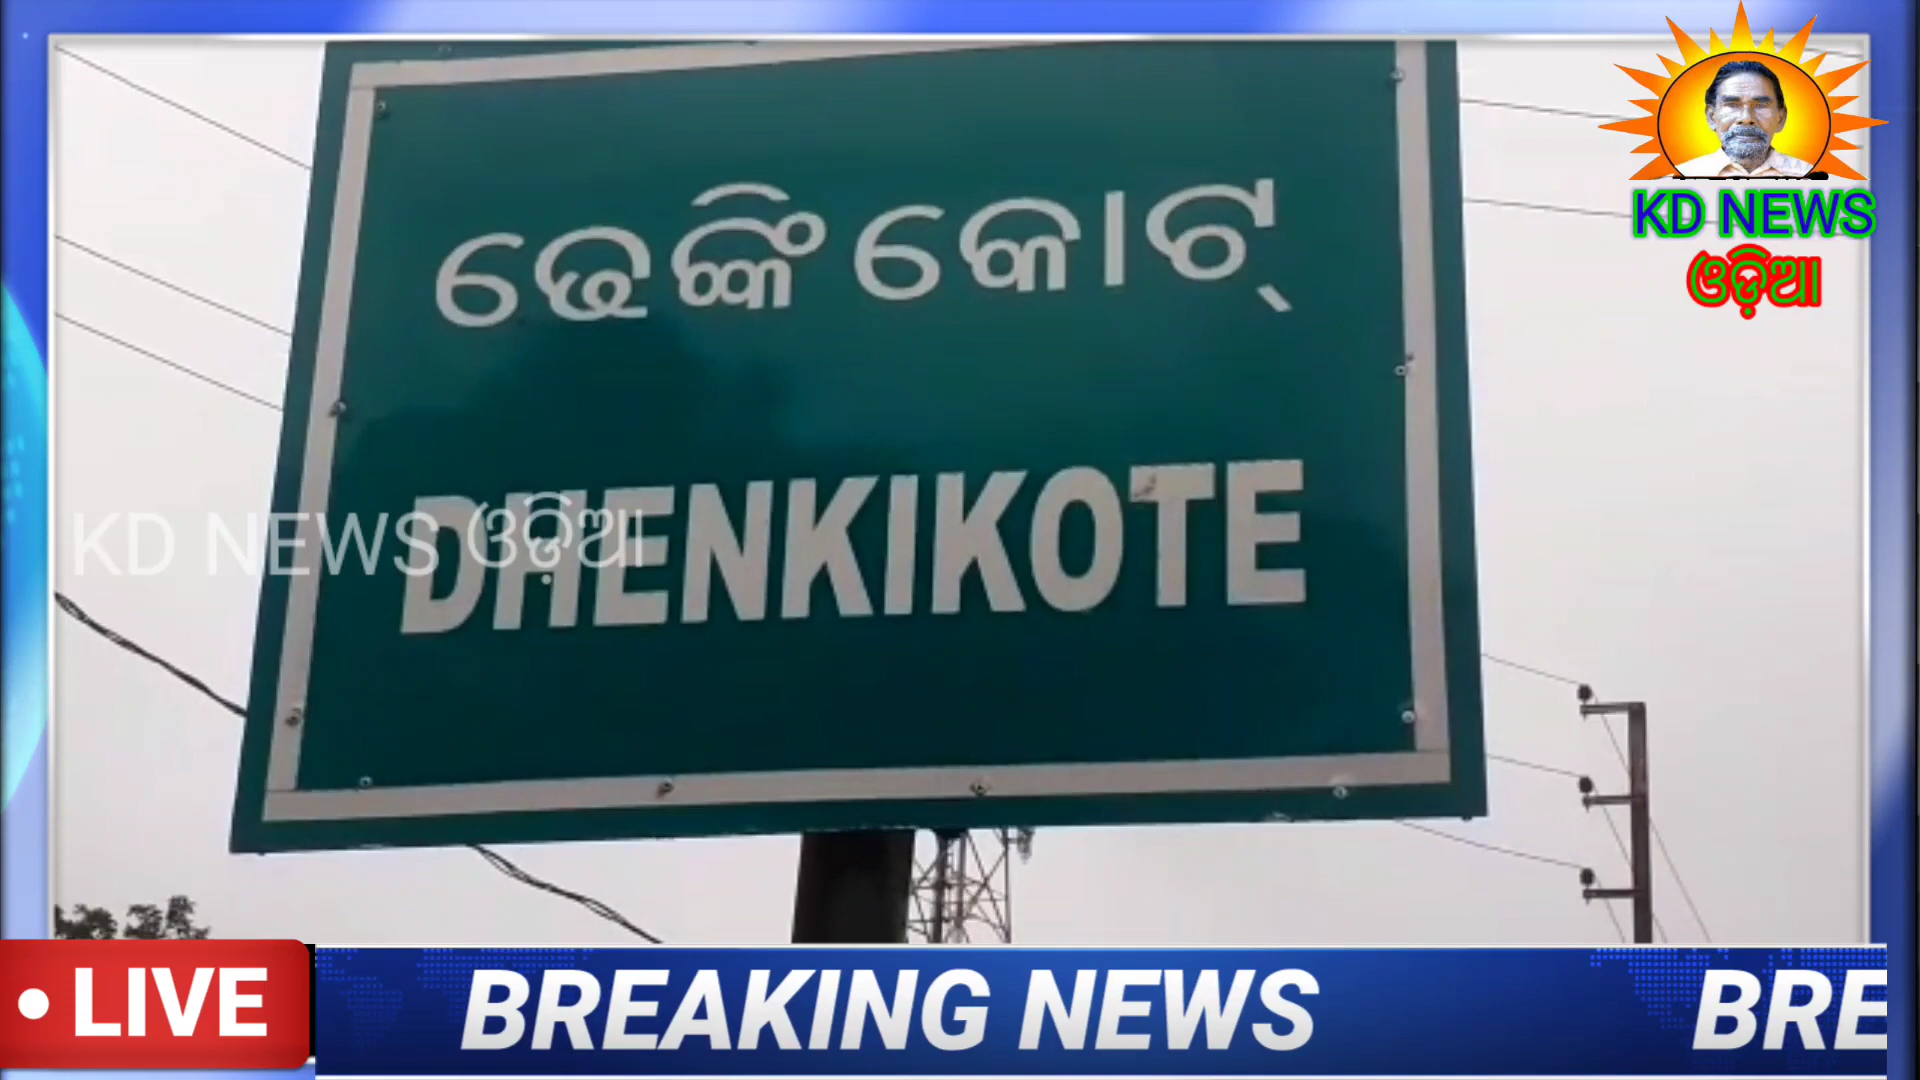 ଢେଙ୍କିକୋଟ୍
DHENKIKOTE
KD NEWS
ଓଡ଼ିଆ
KD NEWS ଓଡ଼ିଆ
LIVE
BREAKING NEWS
BRE